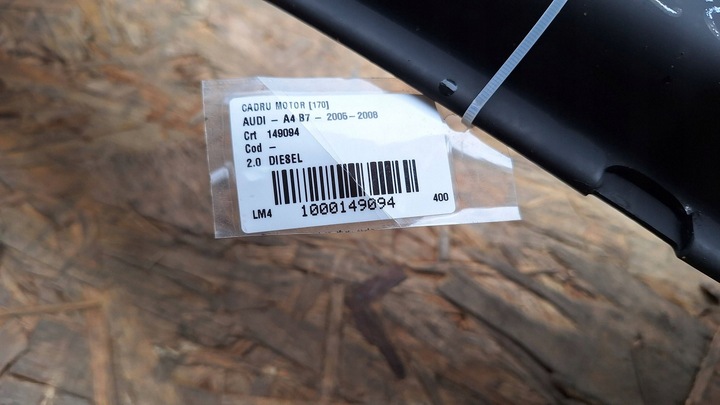 CADRU MOTOR [170]
AUDI - A4 B7 - 2005-2008
Crt 149094
Cod -
2.0 DIESEL
LM4 1000149094 400